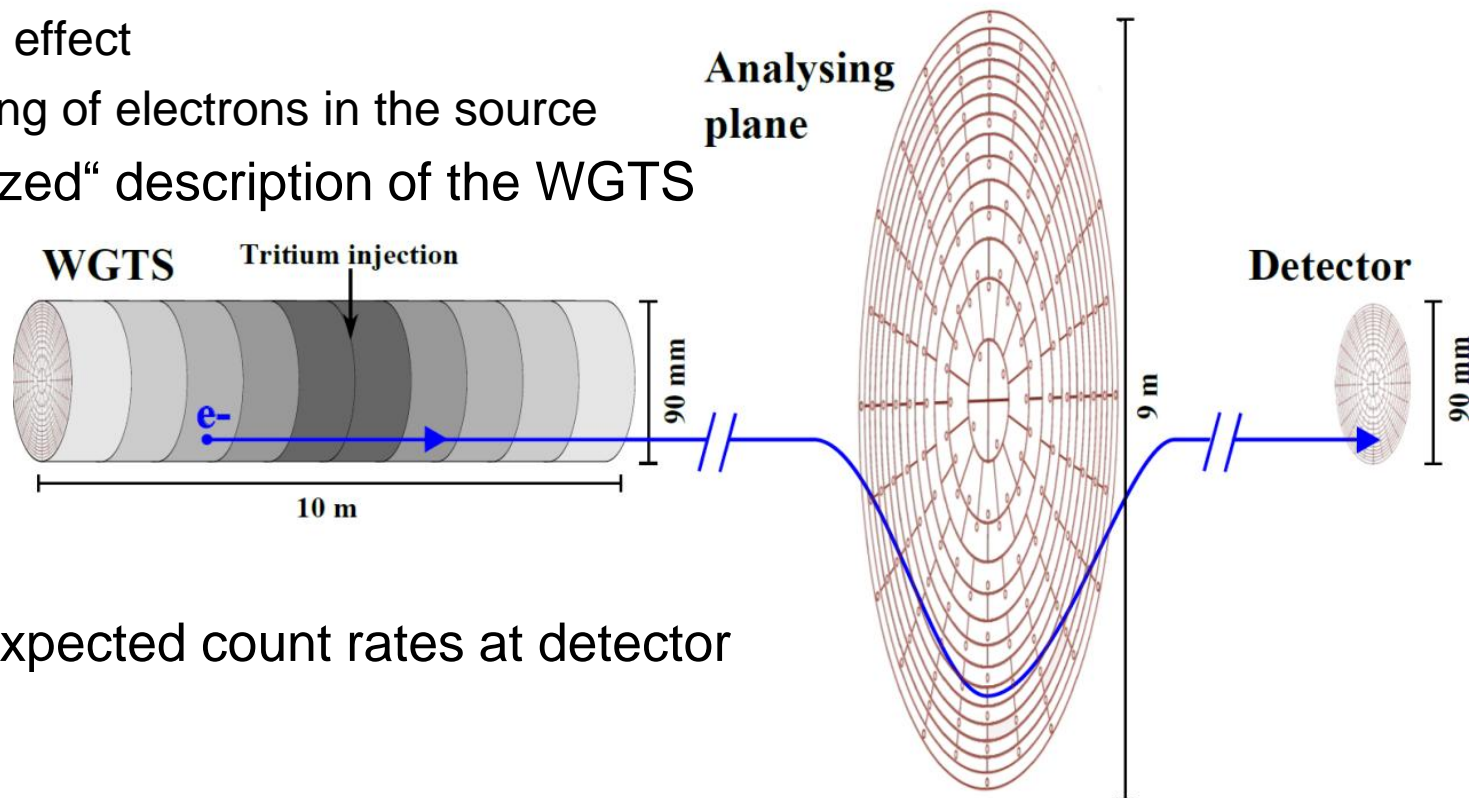 effect
ng of electrons in the source
zed“ description of the WGTS
Analysing
plane
WGTS
Tritium injection
Detector
e-
90 mm
9 m
90 mm
10 m
xpected count rates at detector